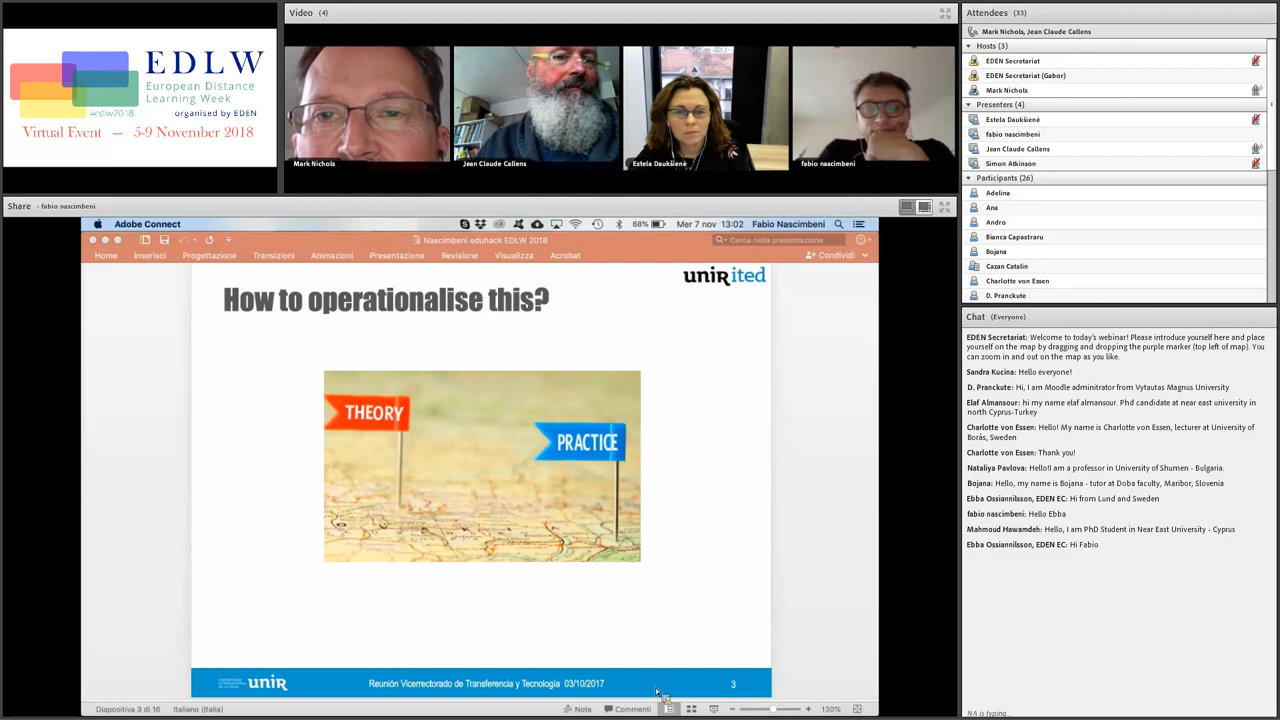 EDLW
European Distance
Learning Week
#edlw2018
organised by EDEN
Virtual Event — 5-9 November 2018
Video (4)
Mark Nichols
Jean Claude Callens
Estela Daukšienė
fabio nascimbeni
Share - fabio nascimbeni
Adobe Connect
68%
Mer 7 nov 13:02 Fabio Nascimbeni
Nascimbeni eduhack EDLW 2018
Cerca nella presentazione
Home Inserisci Progettazione Transizioni Animazioni Presentazione Revisione Visualizza Acrobat
Condividi
uniRited
How to operationalise this?
THEORY
PRACTICE
unir
Reunión Vicerrectorado de Transferencia y Tecnología 03/10/2017
3
Diapositiva 3 di 16 Italiano (Italia)
Note Commenti
130%
Attendees (33)
Mark Nichols, Jean Claude Callens
Hosts (3)
EDEN Secretariat
EDEN Secretariat (Gabor)
Mark Nichols
Presenters (4)
Estela Daukšienė
fabio nascimbeni
Jean Claude Callens
Simon Atkinson
Participants (26)
Adelina
Ana
Andro
Bianca Capastraru
Bojana
Cazan Catalin
Charlotte von Essen
D. Pranckute
Chat (Everyone)
EDEN Secretariat: Welcome to today's webinar! Please introduce yourself here and place
yourself on the map by dragging and dropping the purple marker (top left of map). You
can zoom in and out on the map as you like.
Sandra Kucina: Hello everyone!
D. Pranckute: Hi, I am Moodle adminitrator from Vytautas Magnus University
Elaf Almansour: hi my name elaf almansour. Phd candidate at near east university in
north Cyprus-Turkey
Charlotte von Essen: Hello! My name is Charlotte von Essen, lecturer at University of
Borås, Sweden
Charlotte von Essen: Thank you!
Nataliya Pavlova: Hello!I am a professor in University of Shumen - Bulgaria.
Bojana: Hello, my name is Bojana - tutor at Doba faculty, Maribor, Slovenia
Ebba Ossiannilsson, EDEN EC: Hi from Lund and Sweden
fabio nascimbeni: Hello Ebba
Mahmoud Hawamdeh: Hello, I am PhD Student in Near East University - Cyprus
Ebba Ossiannilsson, EDEN EC: Hi Fabio
NA is typing...